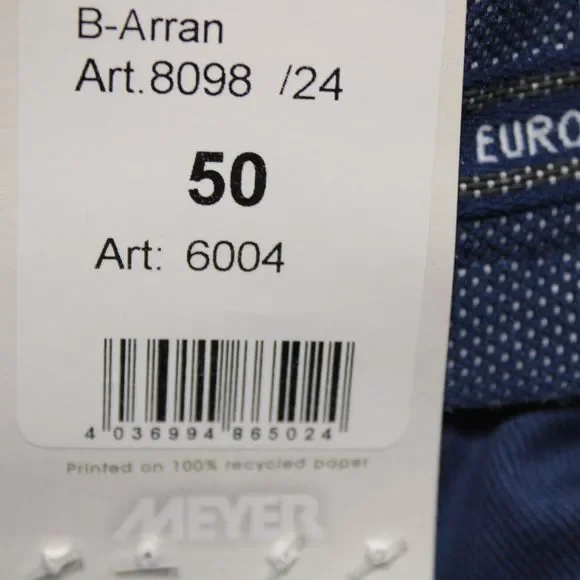 B-Arran
Art.8098 /24
50
Art: 6004
4 036994 865024
Printed on 100% recycled paper
MEYER
EURO